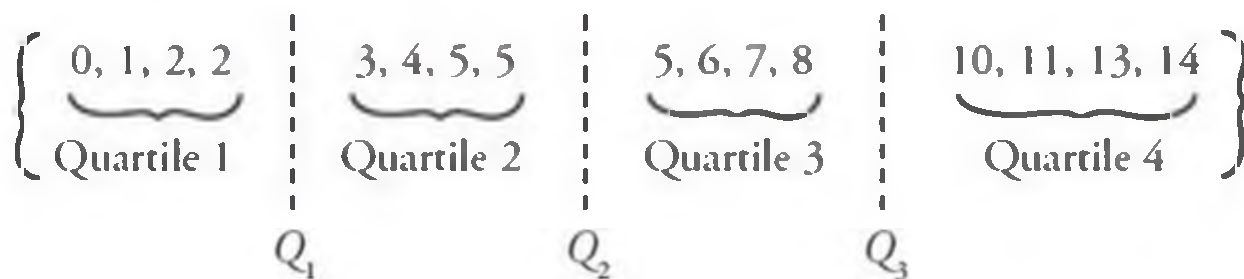 { 0, 1, 2, 2 3, 4, 5, 5 5, 6, 7, 8 10, 11, 13, 14 }
Quartile 1 Quartile 2 Quartile 3 Quartile 4
Q₁ Q₂ Q₃